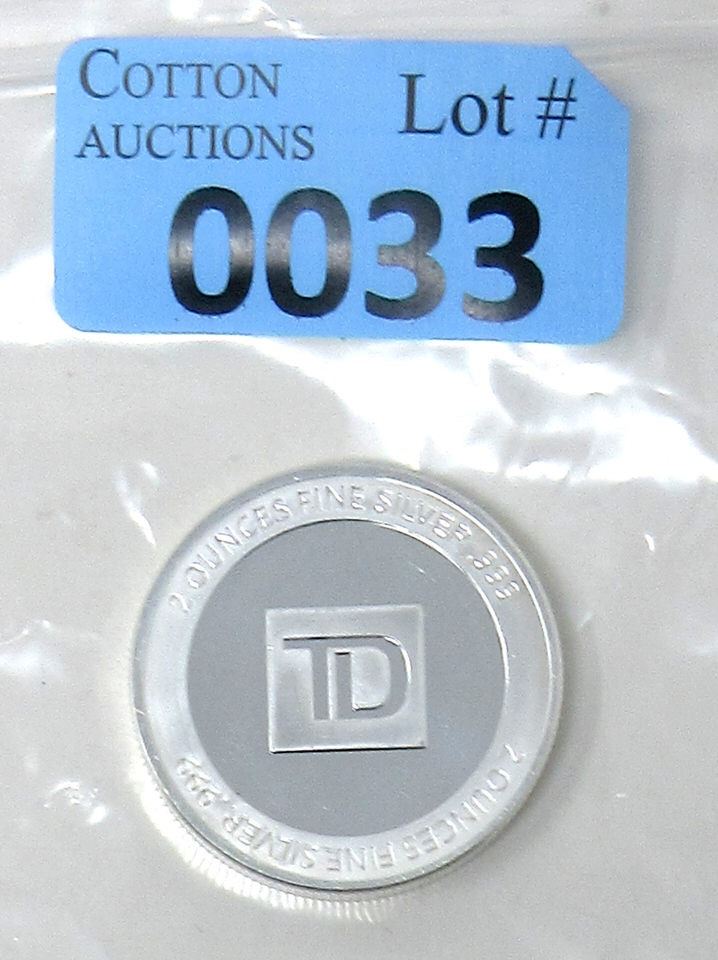 COTTON
AUCTIONS
Lot #
0033
2 OUNCES FINE SILVER .999
TD
2 OUNCES FINE SILVER .999